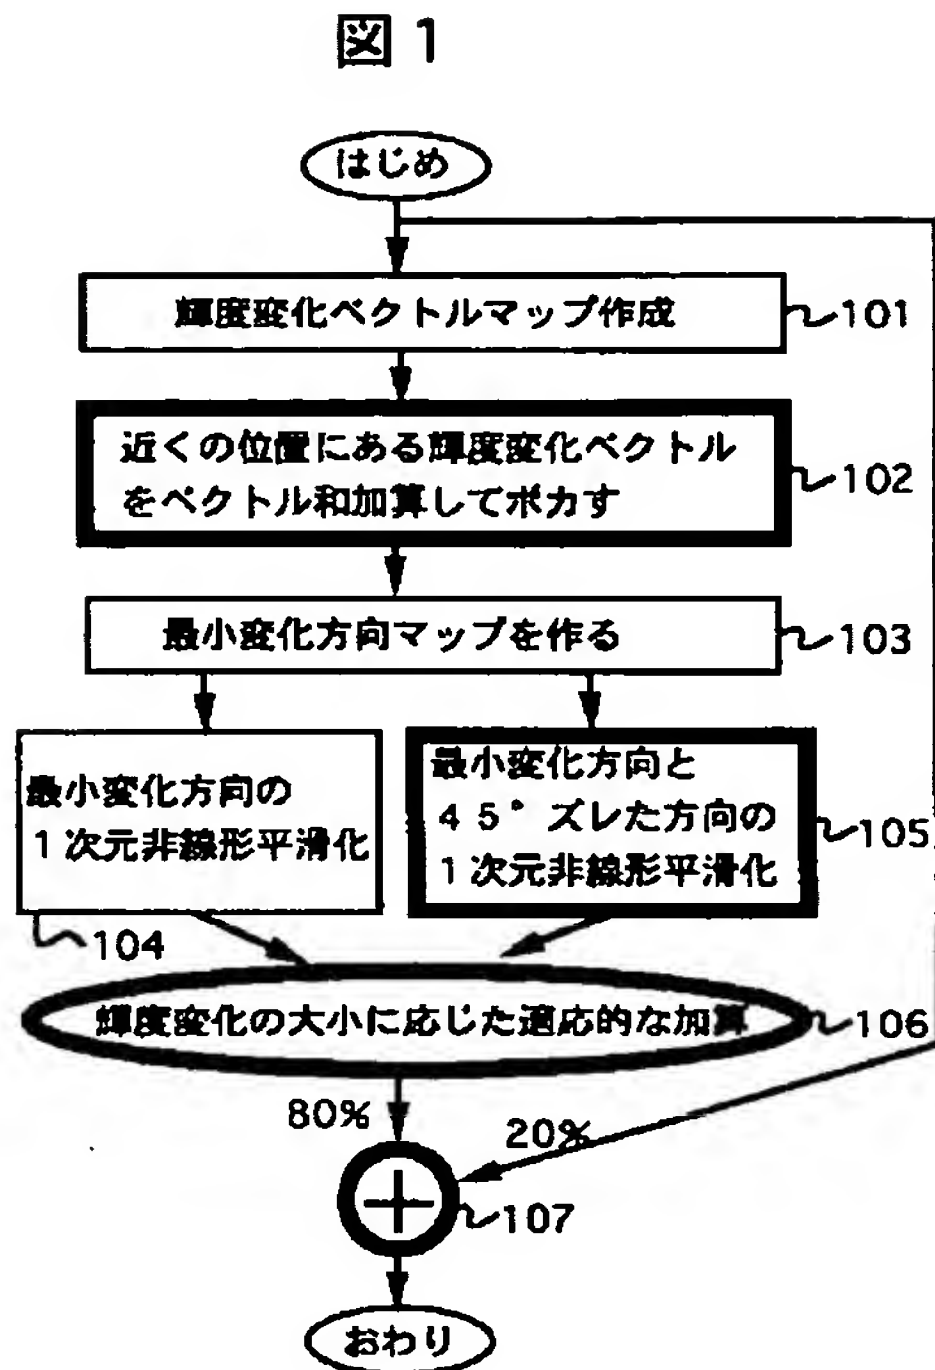 図1
はじめ
輝度変化ベクトルマップ作成
101
近くの位置にある輝度変化ベクトル
をベクトル和加算してボカす
102
最小変化方向マップを作る
103
最小変化方向の
1次元非線形平滑化
104
最小変化方向と
45°ズレた方向の
1次元非線形平滑化
105
輝度変化の大小に応じた適応的な加算
106
80%
20%
107
おわり